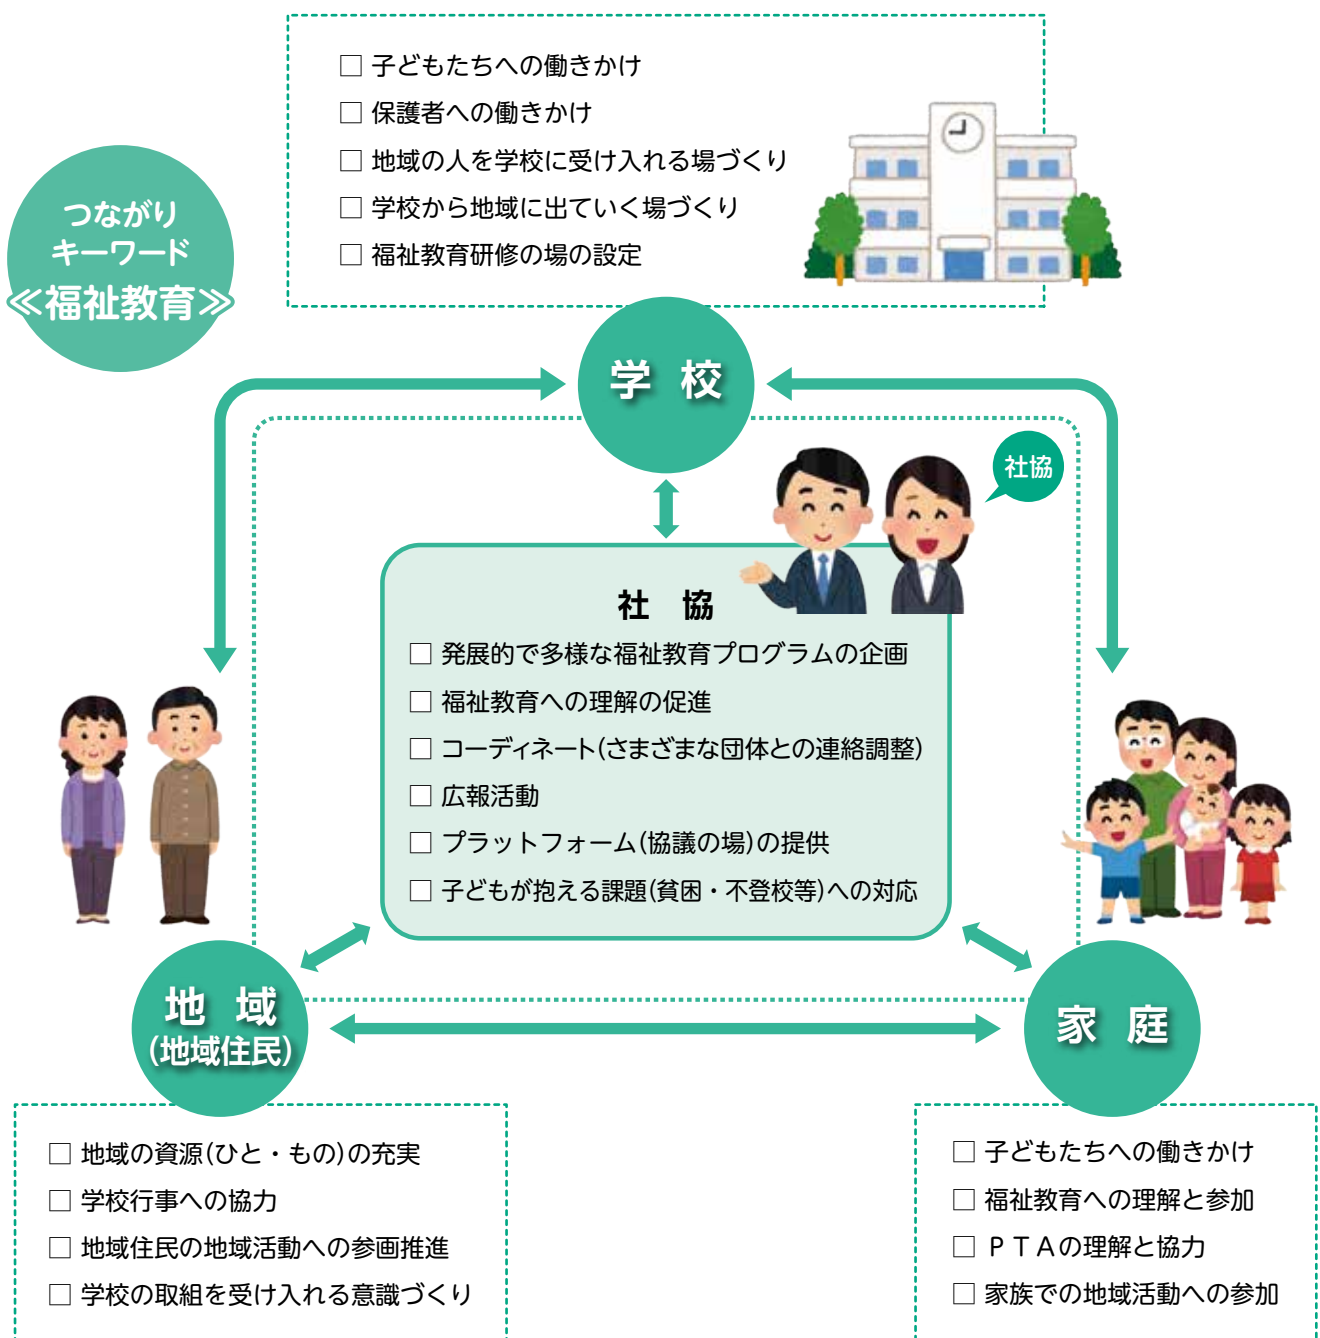 つながり
キーワード
≪福祉教育≫
□ 子どもたちへの働きかけ
□ 保護者への働きかけ
□ 地域の人を学校に受け入れる場づくり
□ 学校から地域に出ていく場づくり
□ 福祉教育研修の場の設定
学 校
社協
社 協
□ 発展的で多様な福祉教育プログラムの企画
□ 福祉教育への理解の促進
□ コーディネート(さまざまな団体との連絡調整)
□ 広報活動
□ プラットフォーム(協議の場)の提供
□ 子どもが抱える課題(貧困・不登校等)への対応
地 域
(地域住民)
□ 地域の資源(ひと・もの)の充実
□ 学校行事への協力
□ 地域住民の地域活動への参画推進
□ 学校の取組を受け入れる意識づくり
家 庭
□ 子どもたちへの働きかけ
□ 福祉教育への理解と参加
□ ＰＴＡの理解と協力
□ 家族での地域活動への参加